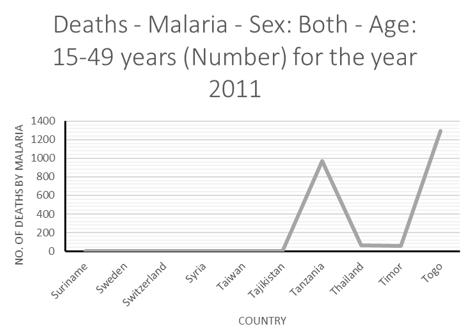 Deaths - Malaria - Sex: Both - Age:
15-49 years (Number) for the year
2011
NO. OF DEATHS BY MALARIA
1400
1200
1000
800
600
400
200
0
Suriname
Sweden
Switzerland
Syria
Taiwan
Tajikistan
Tanzania
Thailand
Timor
Togo
COUNTRY